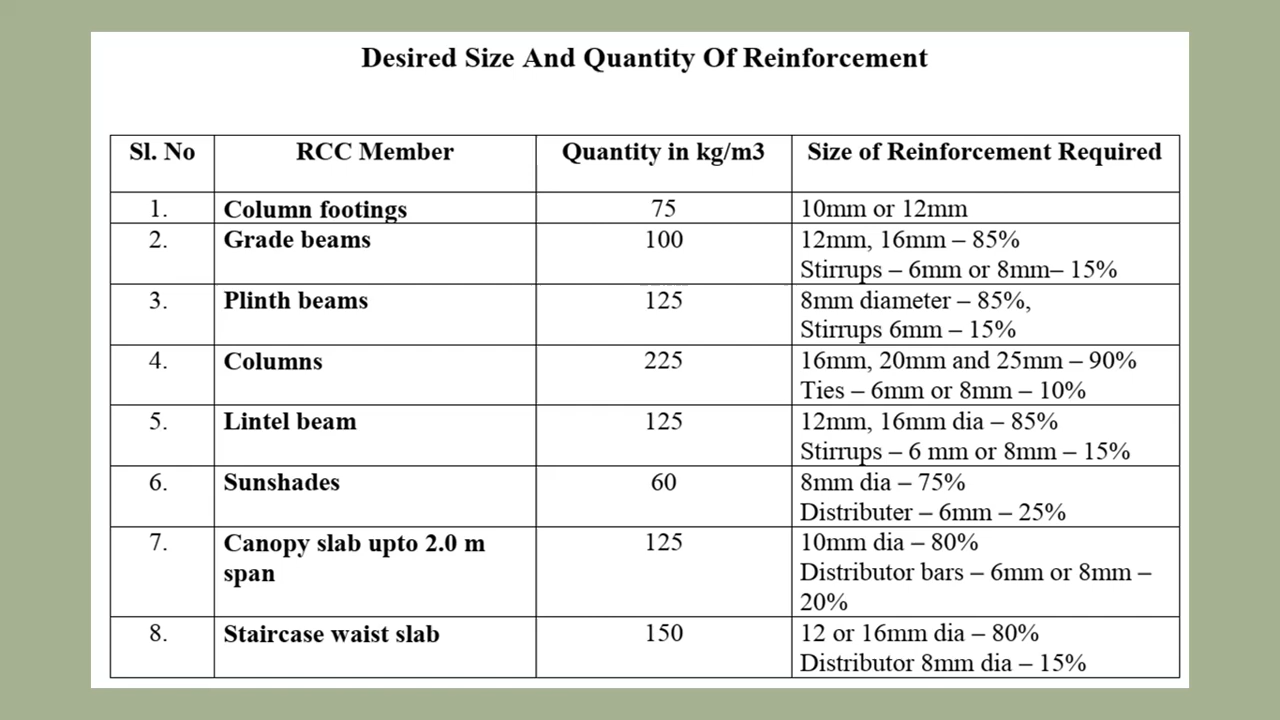 Desired Size And Quantity Of Reinforcement
Sl. No RCC Member Quantity in kg/m3 Size of Reinforcement Required
1. Column footings 75 10mm or 12mm
2. Grade beams 100 12mm, 16mm – 85%
Stirrups – 6mm or 8mm– 15%
3. Plinth beams 125 8mm diameter – 85%,
Stirrups 6mm – 15%
4. Columns 225 16mm, 20mm and 25mm – 90%
Ties – 6mm or 8mm – 10%
5. Lintel beam 125 12mm, 16mm dia – 85%
Stirrups – 6 mm or 8mm – 15%
6. Sunshades 60 8mm dia – 75%
Distributer – 6mm – 25%
7. Canopy slab upto 2.0 m 125 10mm dia – 80%
span Distributor bars – 6mm or 8mm –
20%
8. Staircase waist slab 150 12 or 16mm dia – 80%
Distributor 8mm dia – 15%